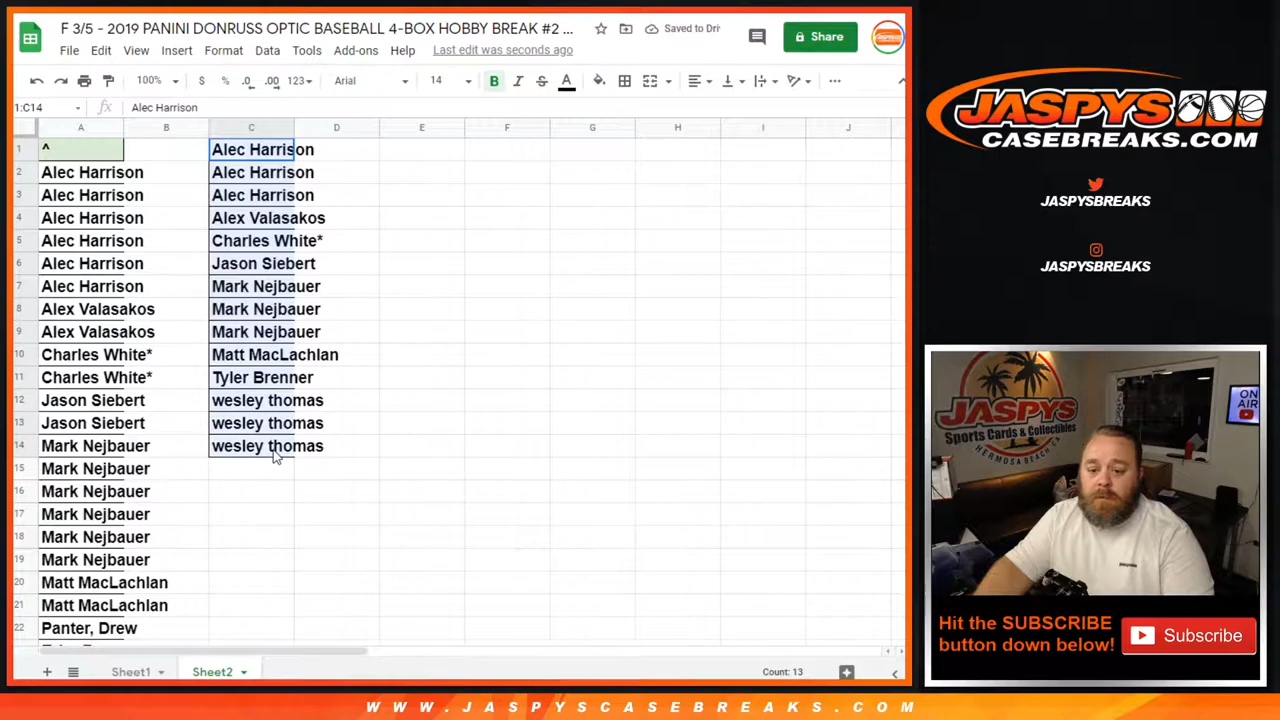 F 3/5 - 2019 PANINI DONRUSS OPTIC BASEBALL 4-BOX HOBBY BREAK #2 ...
Saved to Dri
Share
File Edit View Insert Format Data Tools Add-ons Help Last edit was seconds ago
100% $ % .0 .00 123 Arial 14 B I S A
1:C14 fx Alec Harrison
A B C D E F G H I J
1 ^ Alec Harrison
2 Alec Harrison Alec Harrison
3 Alec Harrison Alec Harrison
4 Alec Harrison Alex Valasakos
5 Alec Harrison Charles White*
6 Alec Harrison Jason Siebert
7 Alec Harrison Mark Nejbauer
8 Alex Valasakos Mark Nejbauer
9 Alex Valasakos Mark Nejbauer
10 Charles White* Matt MacLachlan
11 Charles White* Tyler Brenner
12 Jason Siebert wesley thomas
13 Jason Siebert wesley thomas
14 Mark Nejbauer wesley thomas
15 Mark Nejbauer
16 Mark Nejbauer
17 Mark Nejbauer
18 Mark Nejbauer
19 Mark Nejbauer
20 Matt MacLachlan
21 Matt MacLachlan
22 Panter, Drew
Sheet1 Sheet2 Count: 13
JASPYS
CASEBREAKS.COM
JASPYSBREAKS
JASPYSBREAKS
JASPYS
Sports Cards & Collectibles
HERMOSA BEACH CA
ON
AIR
Hit the SUBSCRIBE
button down below!
Subscribe
WWW.JASPYSCASEBREAKS.COM